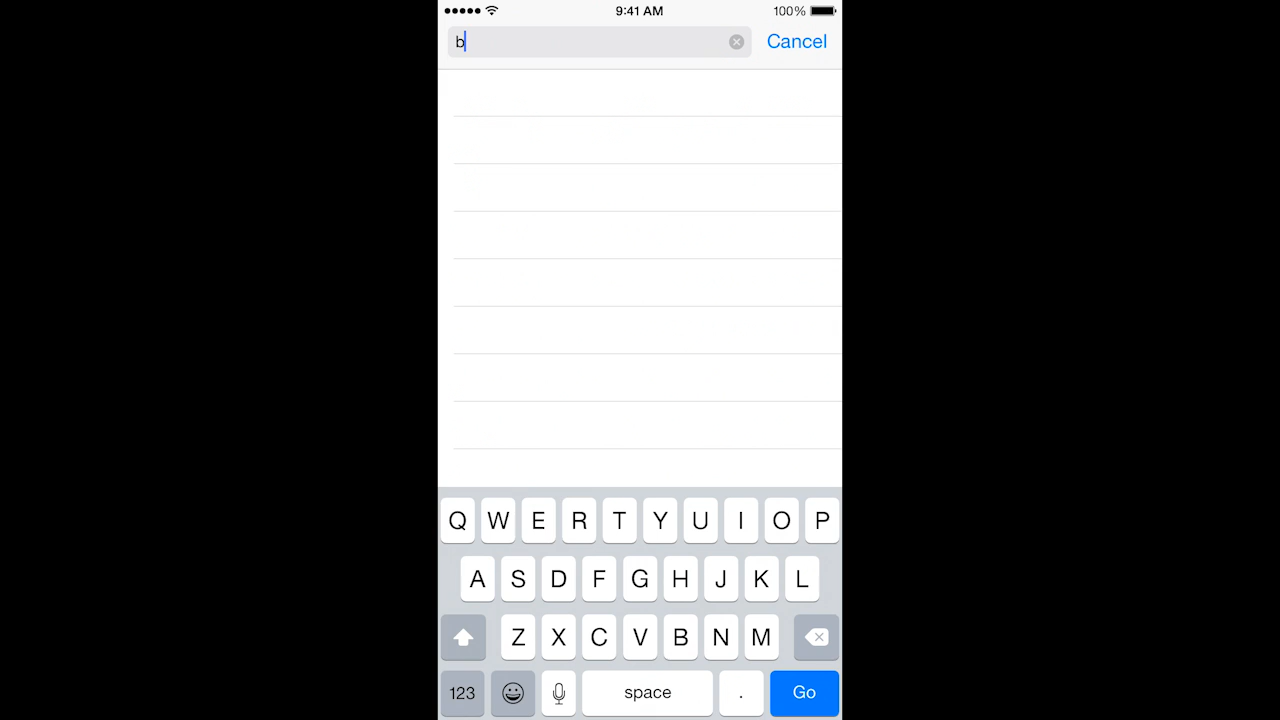 9:41 AM 100%
b Cancel
Q W E R T Y U I O P
A S D F G H J K L
Z X C V B N M
123 space . Go